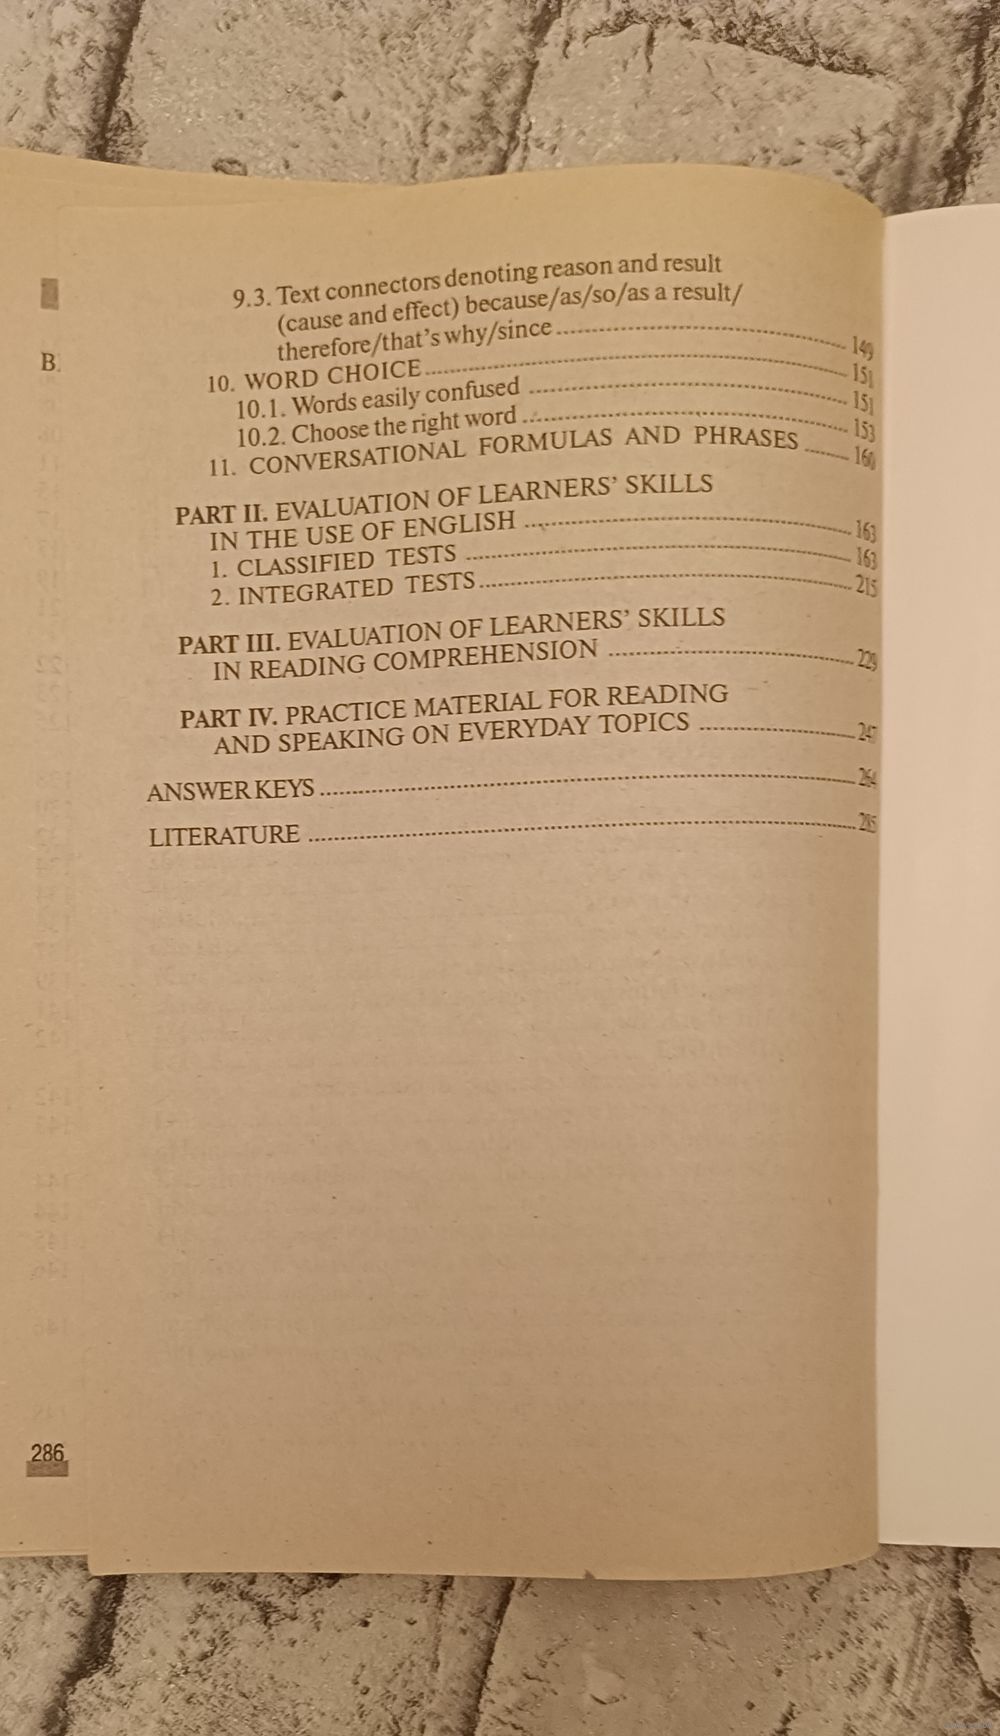 9.3. Text connectors denoting reason and result
(cause and effect) because/as/so/as a result/
therefore/that's why/since .......... 149
10. WORD CHOICE .......... 151
10.1. Words easily confused .......... 151
10.2. Choose the right word .......... 153
11. CONVERSATIONAL FORMULAS AND PHRASES .......... 160
PART II. EVALUATION OF LEARNERS' SKILLS
IN THE USE OF ENGLISH .......... 163
1. CLASSIFIED TESTS .......... 163
2. INTEGRATED TESTS .......... 215
PART III. EVALUATION OF LEARNERS' SKILLS
IN READING COMPREHENSION .......... 229
PART IV. PRACTICE MATERIAL FOR READING
AND SPEAKING ON EVERYDAY TOPICS .......... 247
ANSWER KEYS .......... 264
LITERATURE .......... 285
B.
286